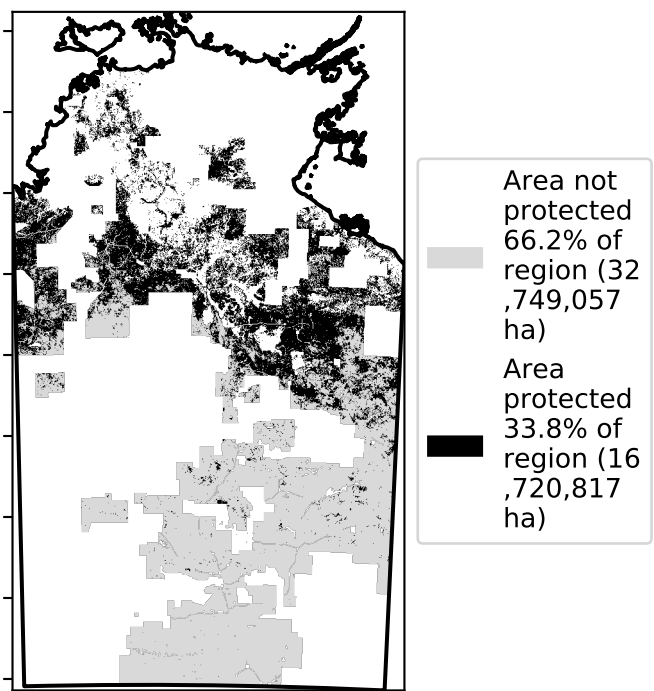 Area not
protected
66.2% of
region (32
,749,057
ha)
Area
protected
33.8% of
region (16
,720,817
ha)